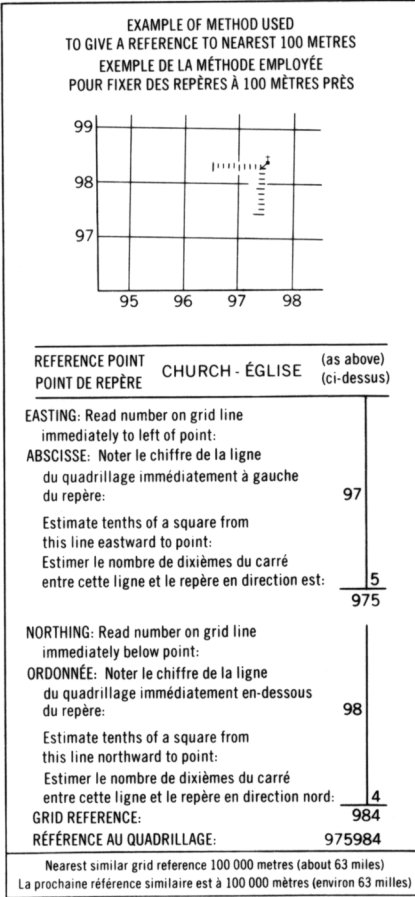 EXAMPLE OF METHOD USED
TO GIVE A REFERENCE TO NEAREST 100 METRES
EXEMPLE DE LA MÉTHODE EMPLOYÉE
POUR FIXER DES REPÈRES À 100 MÈTRES PRÈS
99
98
97
95 96 97 98
REFERENCE POINT
POINT DE REPÈRE
CHURCH - ÉGLISE
(as above)
(ci-dessus)
EASTING: Read number on grid line
immediately to left of point:
ABSCISSE: Noter le chiffre de la ligne
du quadrillage immédiatement à gauche
du repère: 97
Estimate tenths of a square from
this line eastward to point:
Estimer le nombre de dixièmes du carré
entre cette ligne et le repère en direction est: 5
975
NORTHING: Read number on grid line
immediately below point:
ORDONNÉE: Noter le chiffre de la ligne
du quadrillage immédiatement en-dessous
du repère: 98
Estimate tenths of a square from
this line northward to point:
Estimer le nombre de dixièmes du carré
entre cette ligne et le repère en direction nord: 4
GRID REFERENCE: 984
RÉFÉRENCE AU QUADRILLAGE: 975984
Nearest similar grid reference 100 000 metres (about 63 miles)
La prochaine référence similaire est à 100 000 mètres (environ 63 milles)